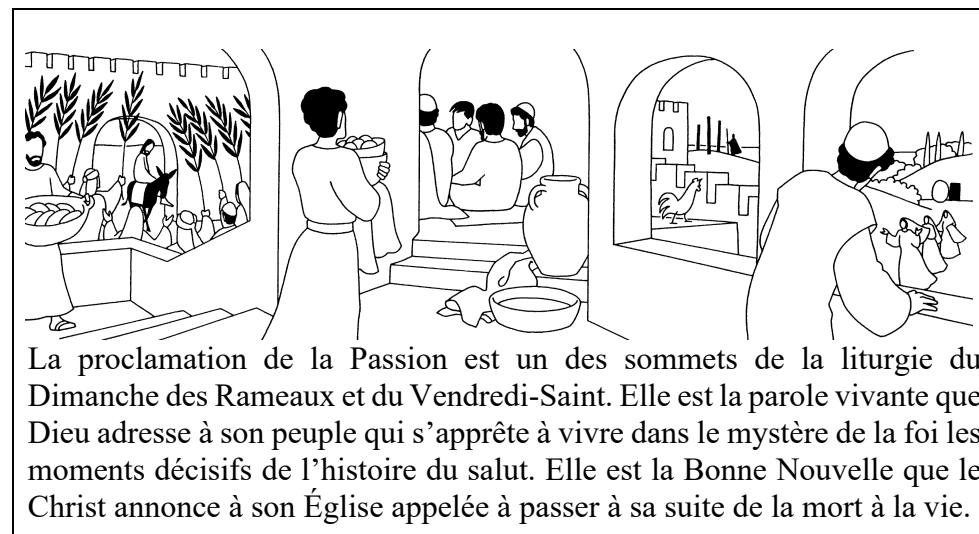 La proclamation de la Passion est un des sommets de la liturgie du
Dimanche des Rameaux et du Vendredi-Saint. Elle est la parole vivante que
Dieu adresse à son peuple qui s’apprête à vivre dans le mystère de la foi les
moments décisifs de l’histoire du salut. Elle est la Bonne Nouvelle que le
Christ annonce à son Église appelée à passer à sa suite de la mort à la vie.